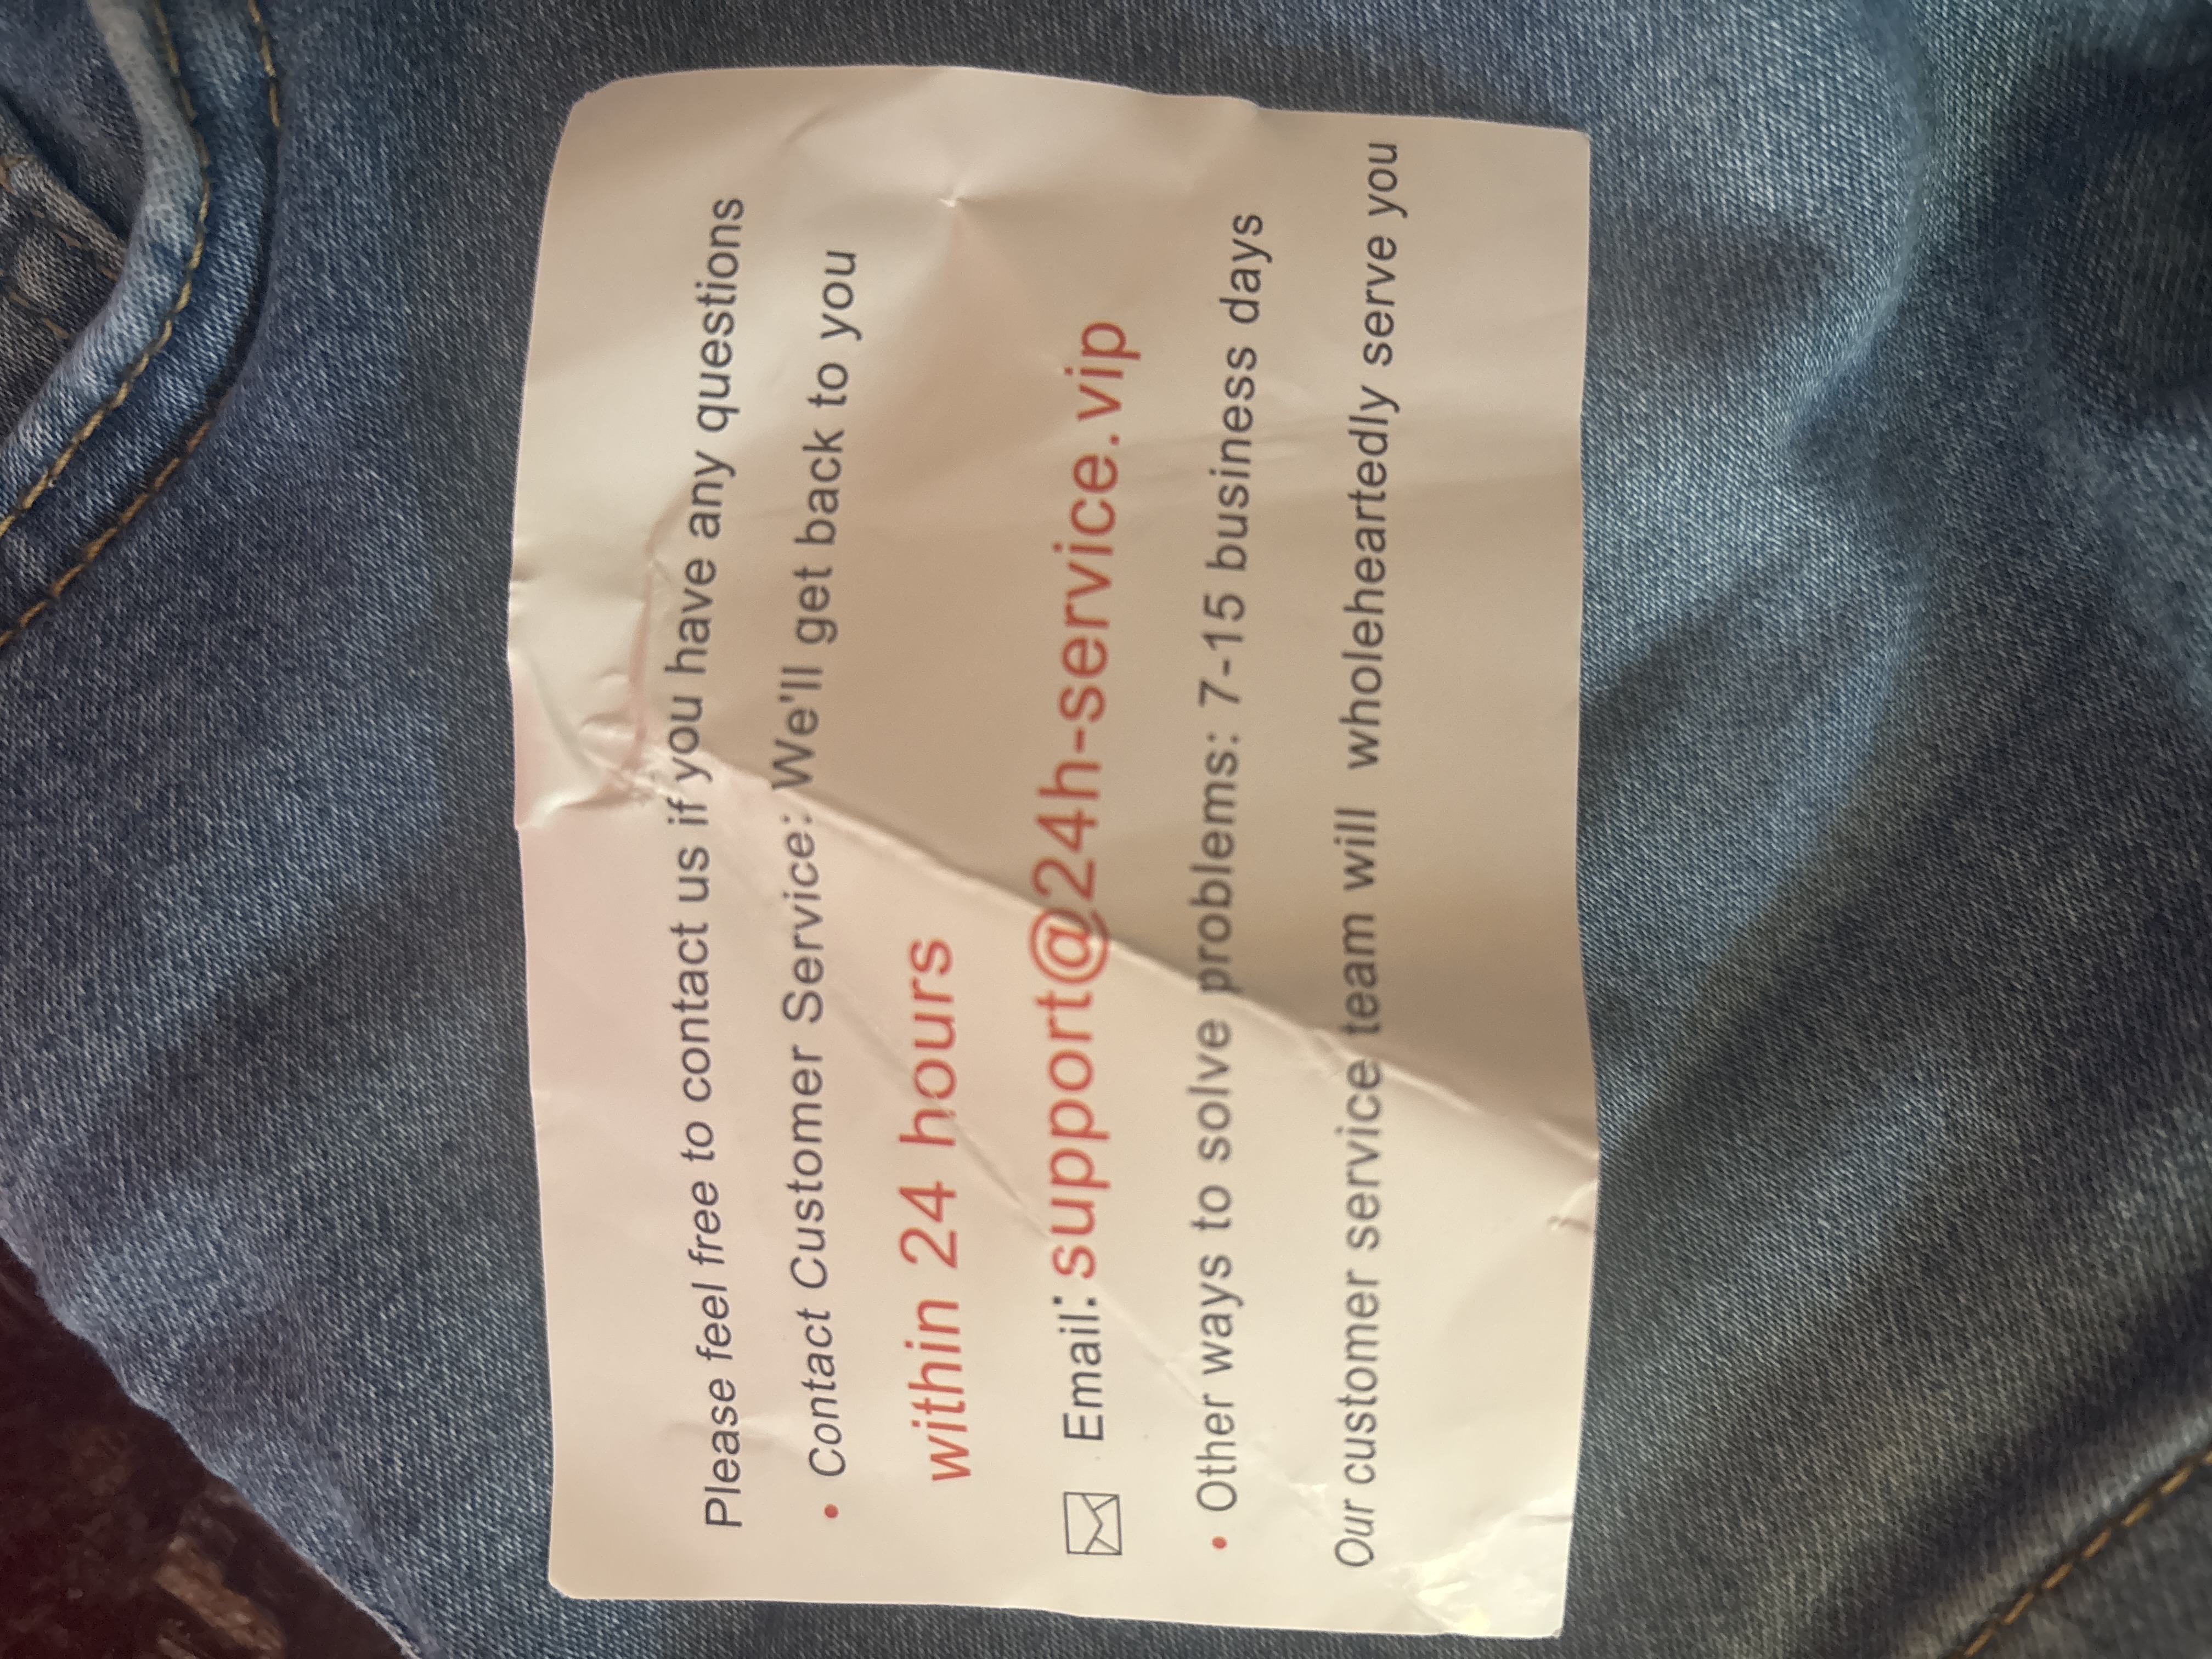 Please feel free to contact us if you have any questions
• Contact Customer Service: We'll get back to you
within 24 hours
Email: support@24h-service.vip
• Other ways to solve problems: 7-15 business days
Our customer service team will wholeheartedly serve you